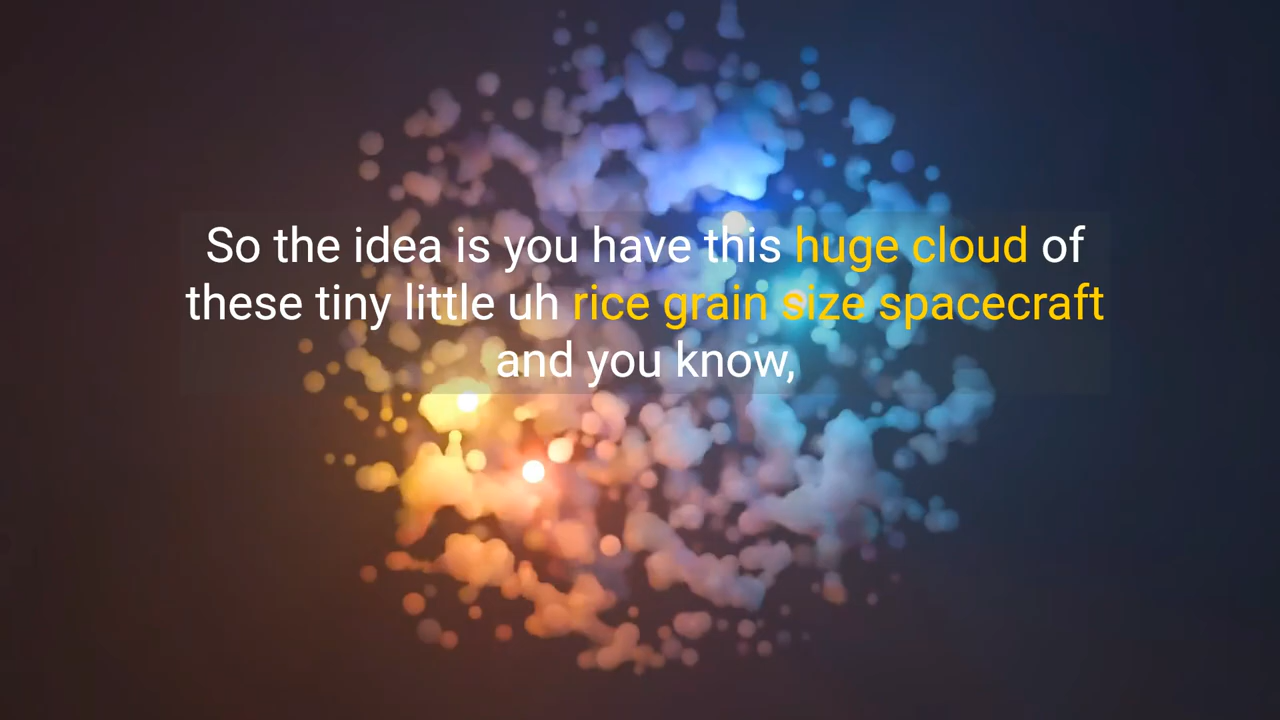 So the idea is you have this huge cloud of
these tiny little uh rice grain size spacecraft
and you know,